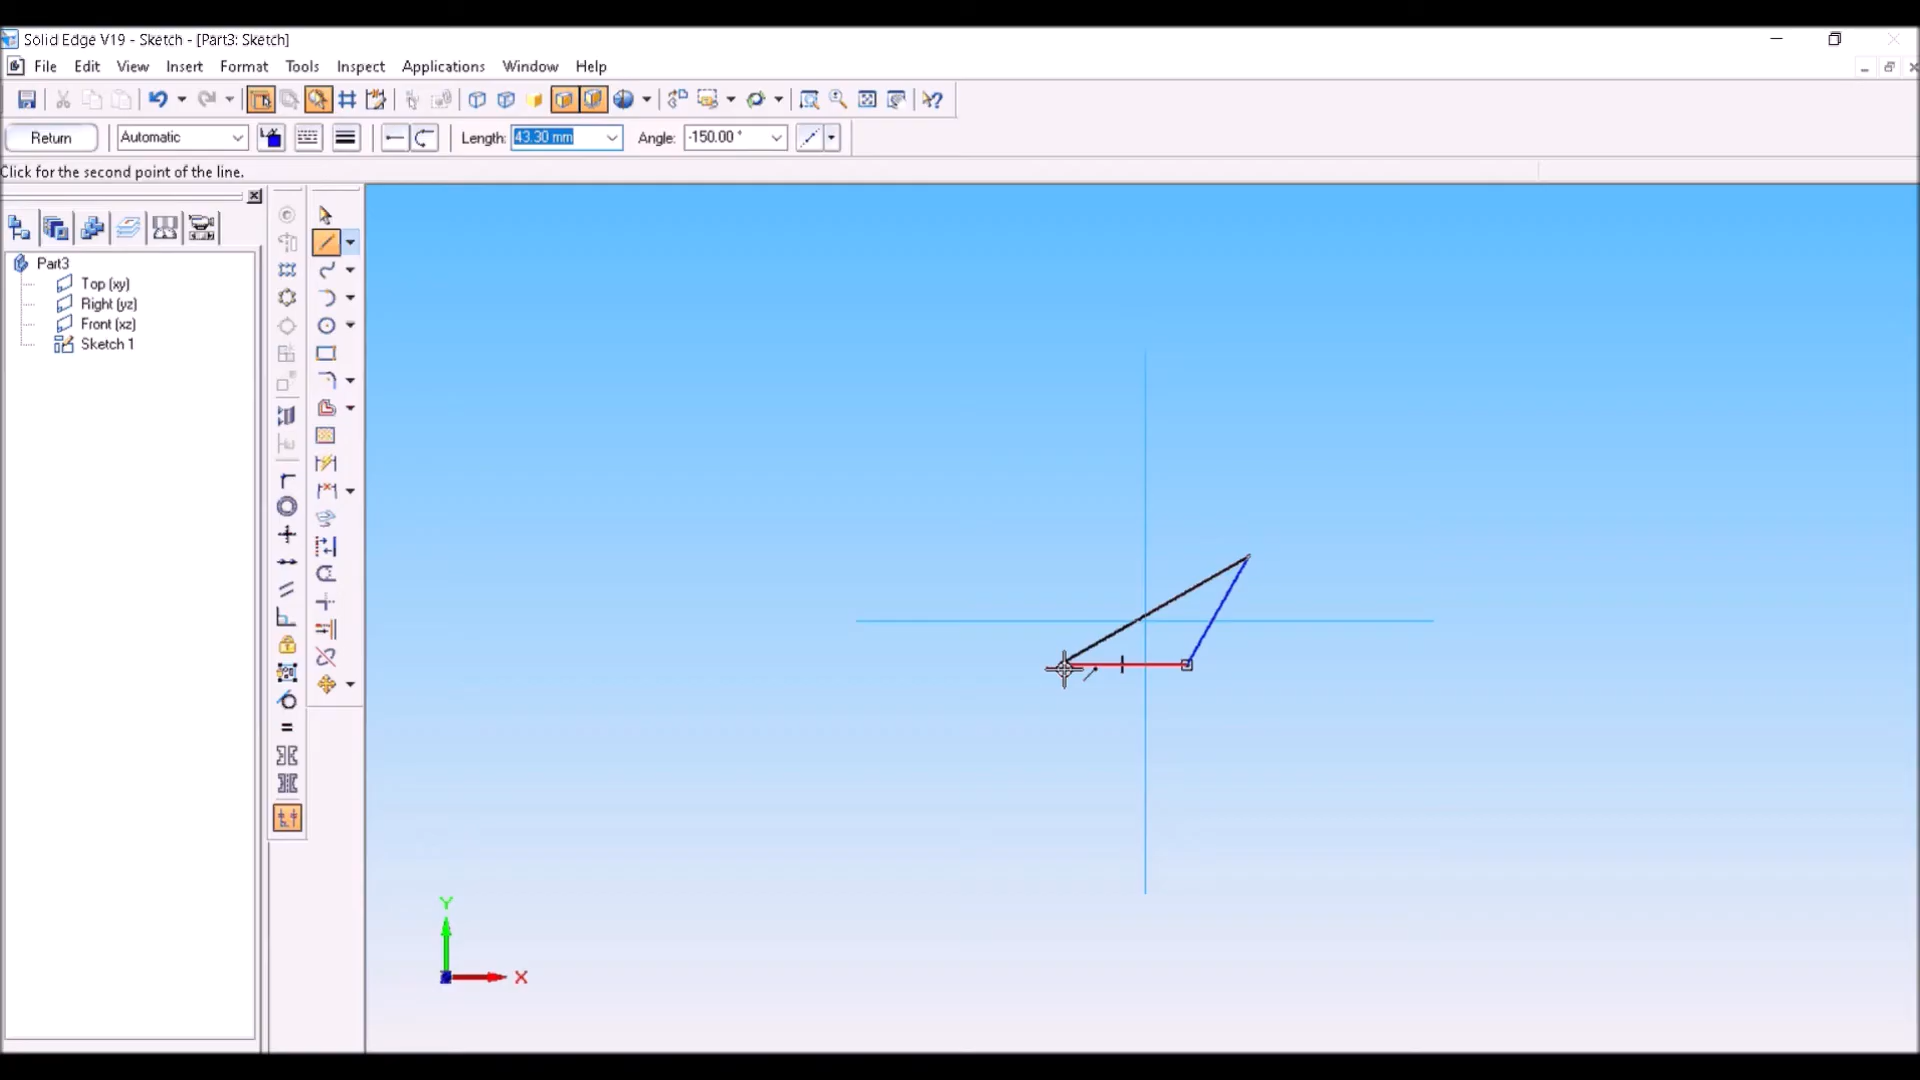 Solid Edge V19 - Sketch - [Part3: Sketch]
File Edit View Insert Format Tools Inspect Applications Window Help
Return Automatic Length: 43.30 mm Angle: -150.00 °
Click for the second point of the line.
Part3
Top (xy)
Right (yz)
Front (xz)
Sketch 1
Y
X